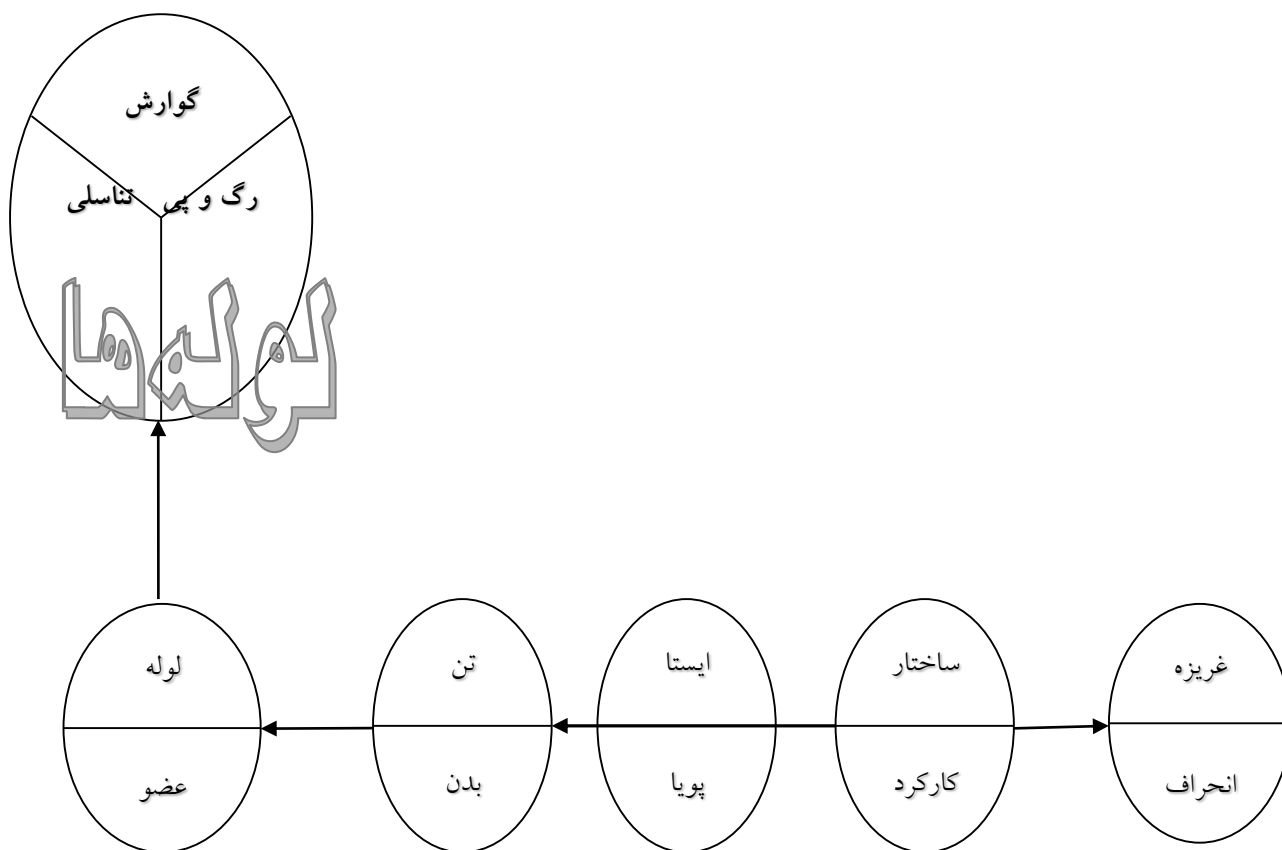 گوارش
رگ و پی
تناسلی
لوله‌ها
غریزه
ساختار
ایستا
تن
لوله
انحراف
کارکرد
پویا
بدن
عضو